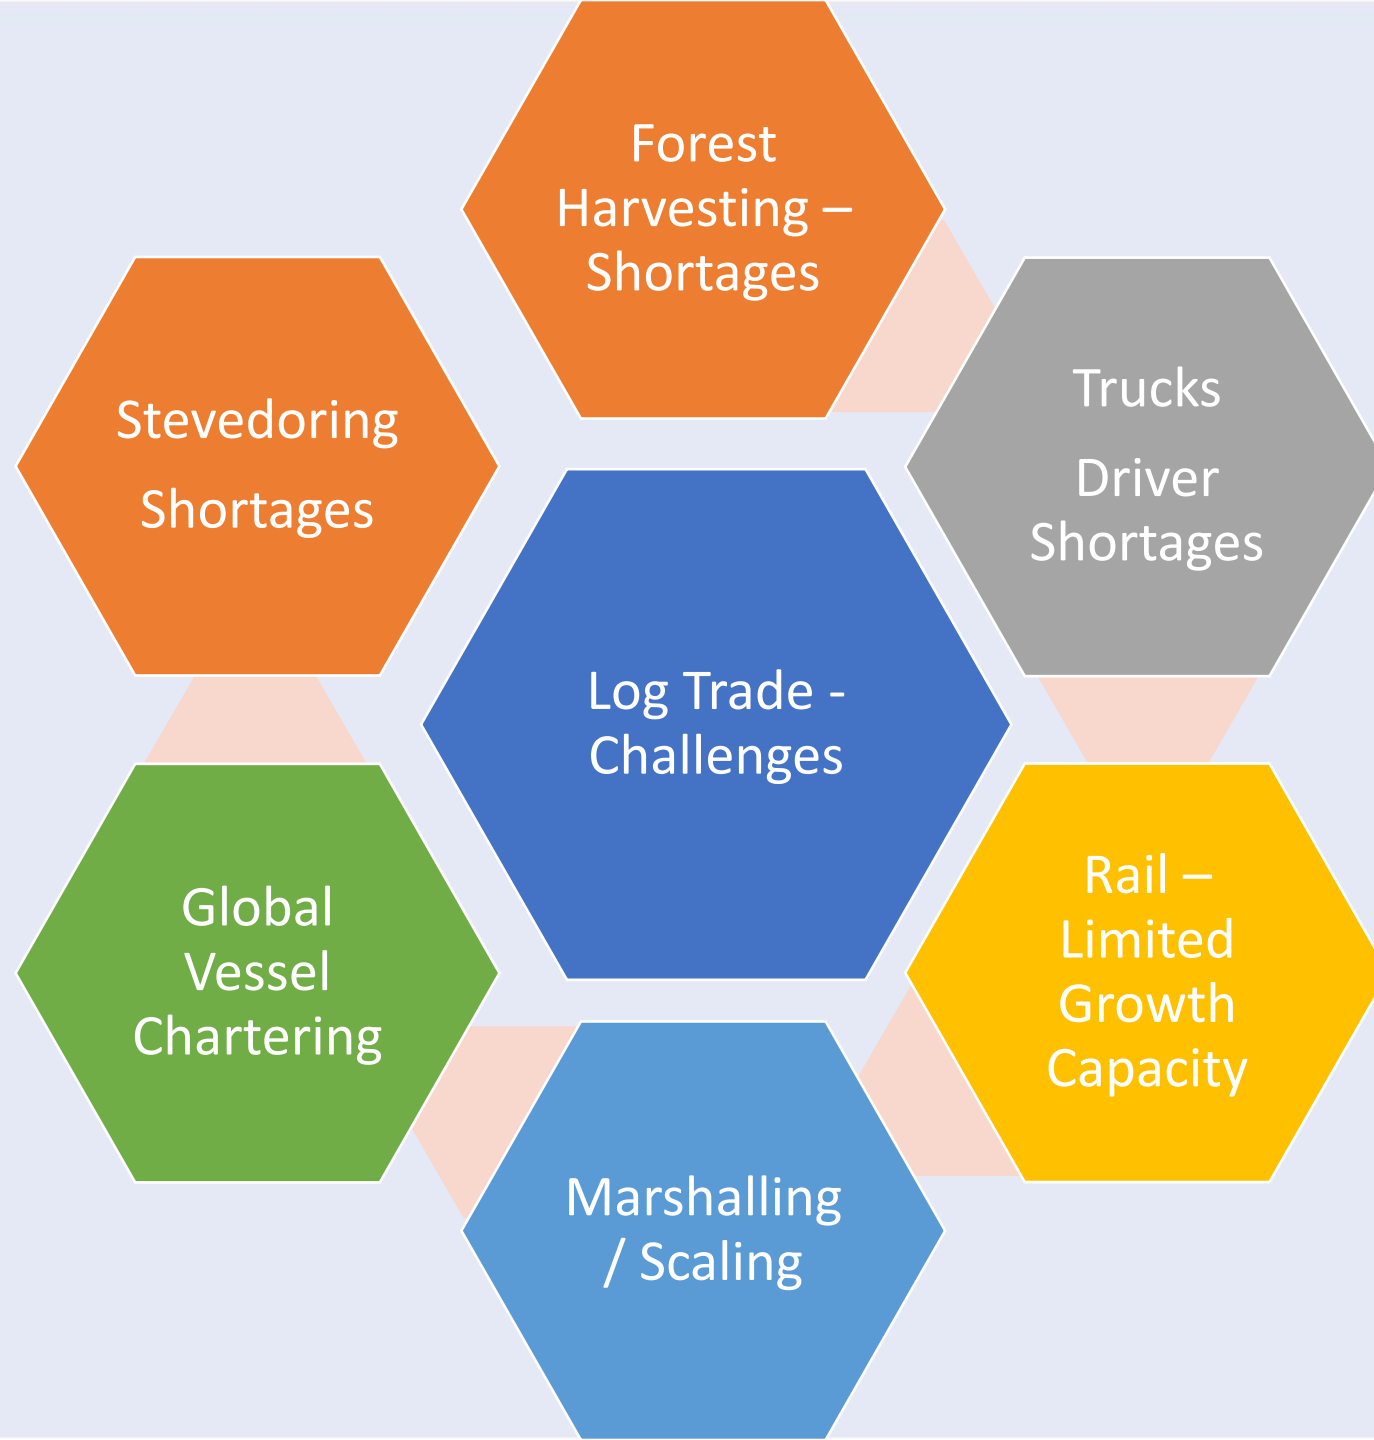 Forest
Harvesting –
Shortages
Trucks
Driver
Shortages
Rail –
Limited
Growth
Capacity
Marshalling
/ Scaling
Global
Vessel
Chartering
Stevedoring
Shortages
Log Trade -
Challenges